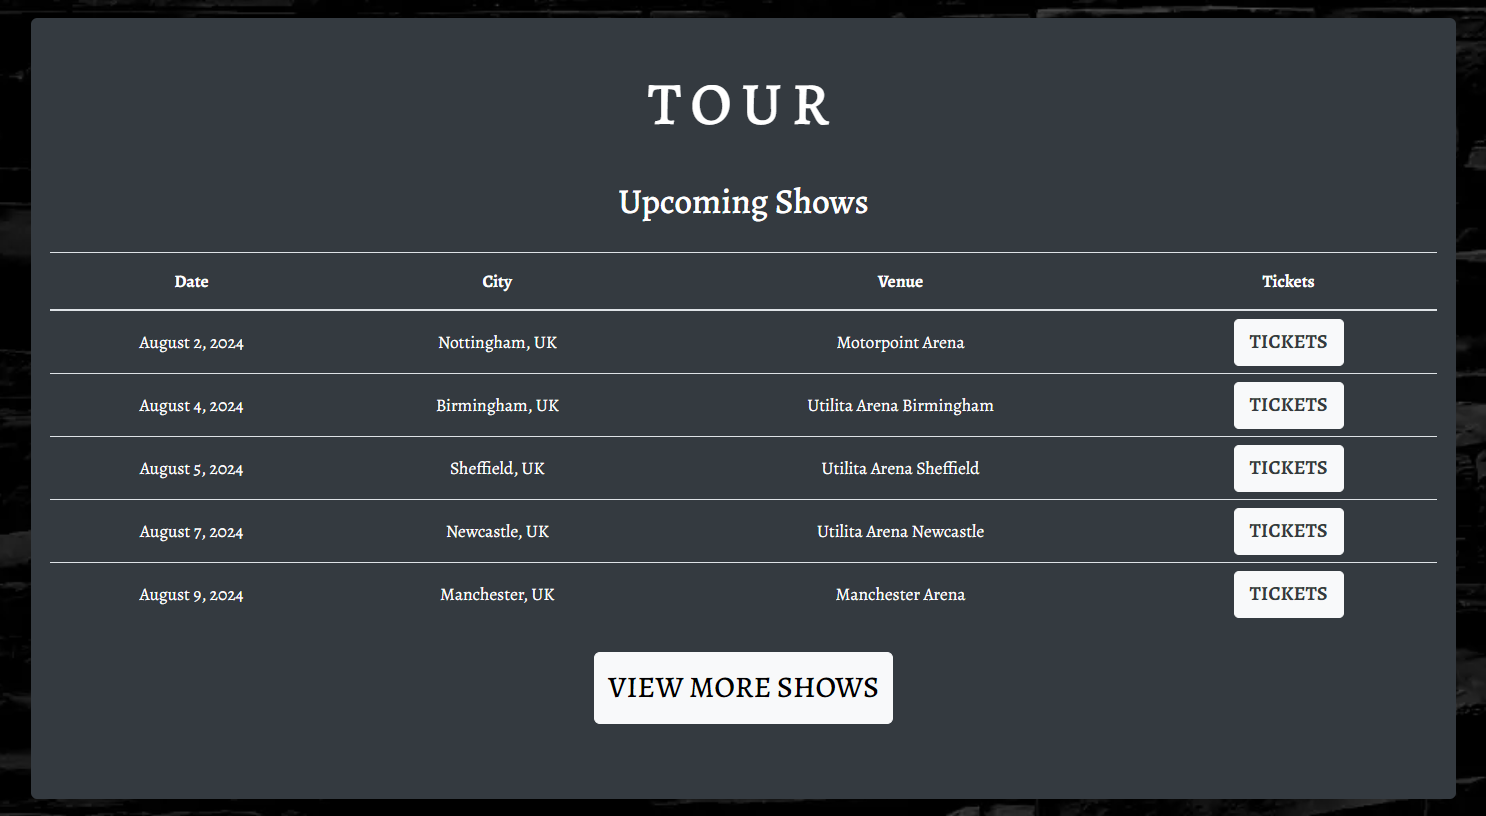 TOUR
Upcoming Shows
Date City Venue Tickets
August 2, 2024 Nottingham, UK Motorpoint Arena TICKETS
August 4, 2024 Birmingham, UK Utilita Arena Birmingham TICKETS
August 5, 2024 Sheffield, UK Utilita Arena Sheffield TICKETS
August 7, 2024 Newcastle, UK Utilita Arena Newcastle TICKETS
August 9, 2024 Manchester, UK Manchester Arena TICKETS
VIEW MORE SHOWS